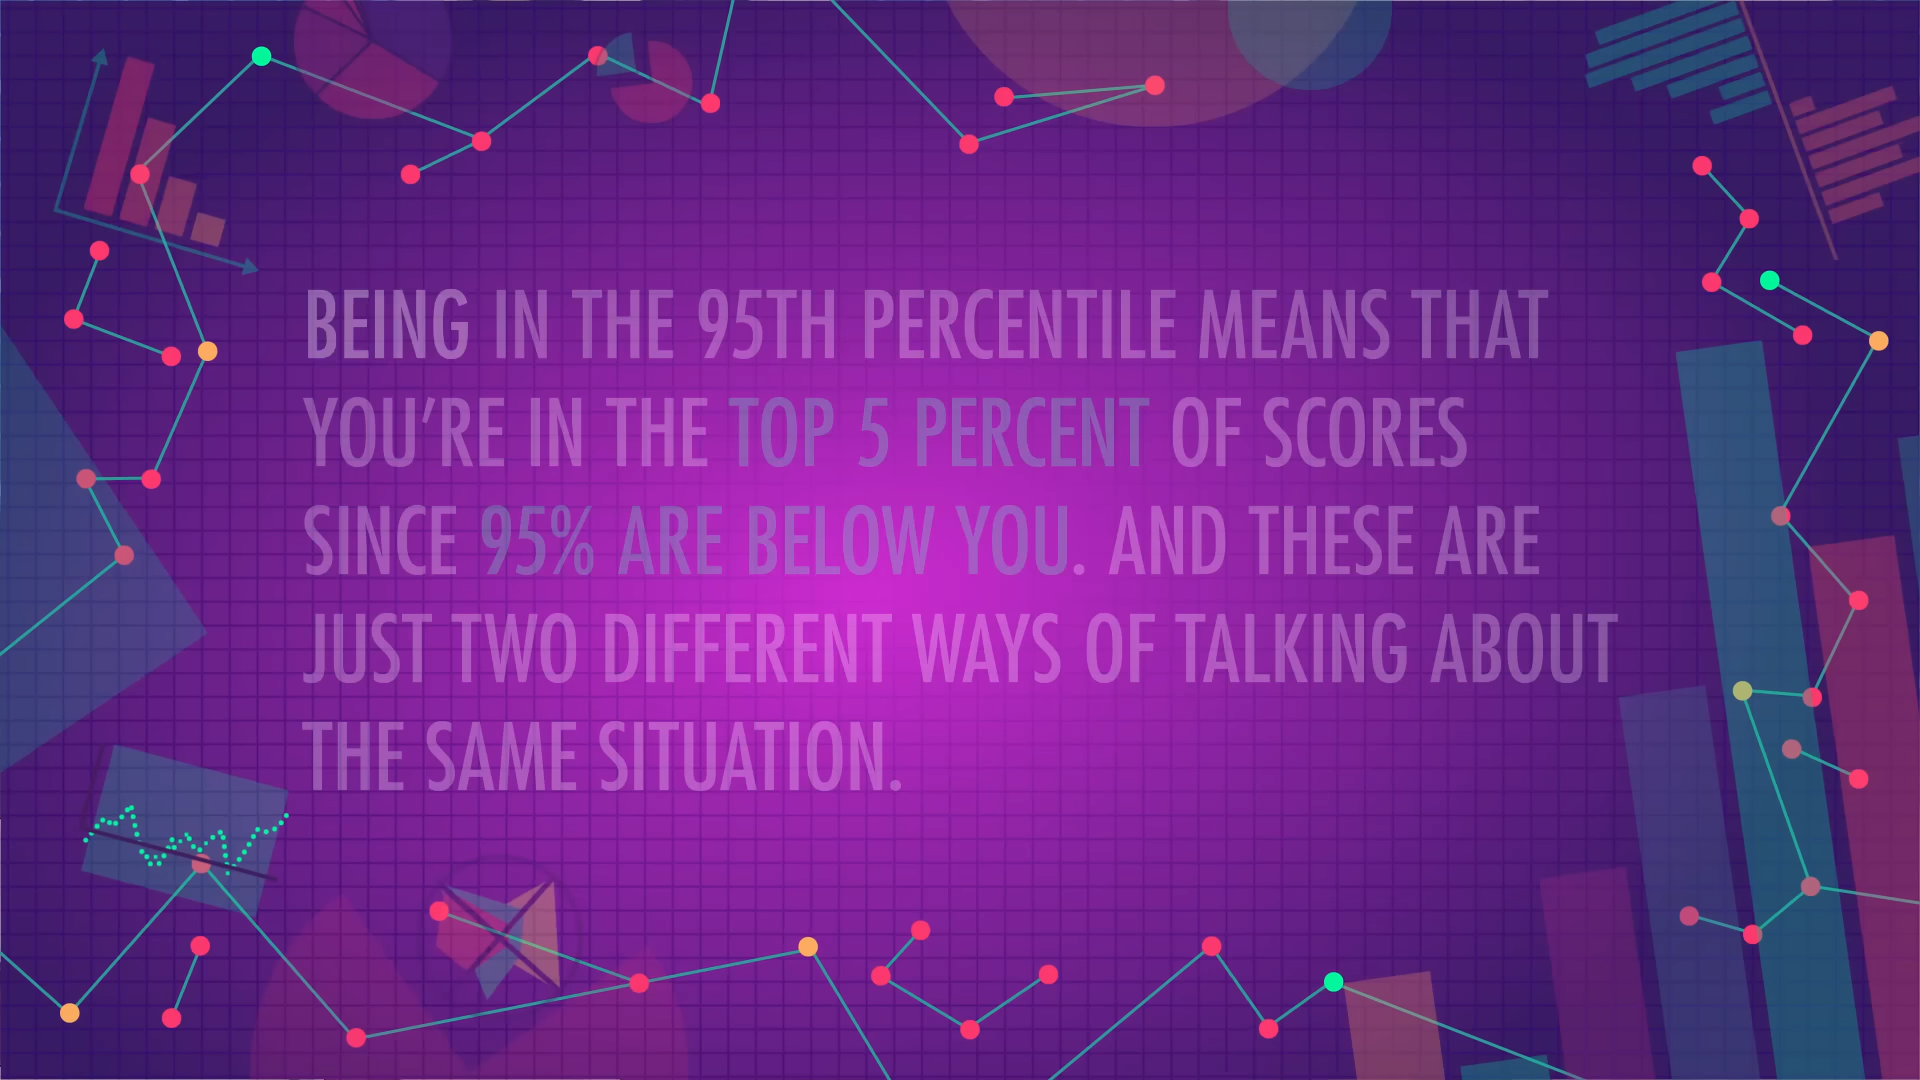 BEING IN THE 95TH PERCENTILE MEANS THAT
YOU’RE IN THE TOP 5 PERCENT OF SCORES
SINCE 95% ARE BELOW YOU. AND THESE ARE
JUST TWO DIFFERENT WAYS OF TALKING ABOUT
THE SAME SITUATION.